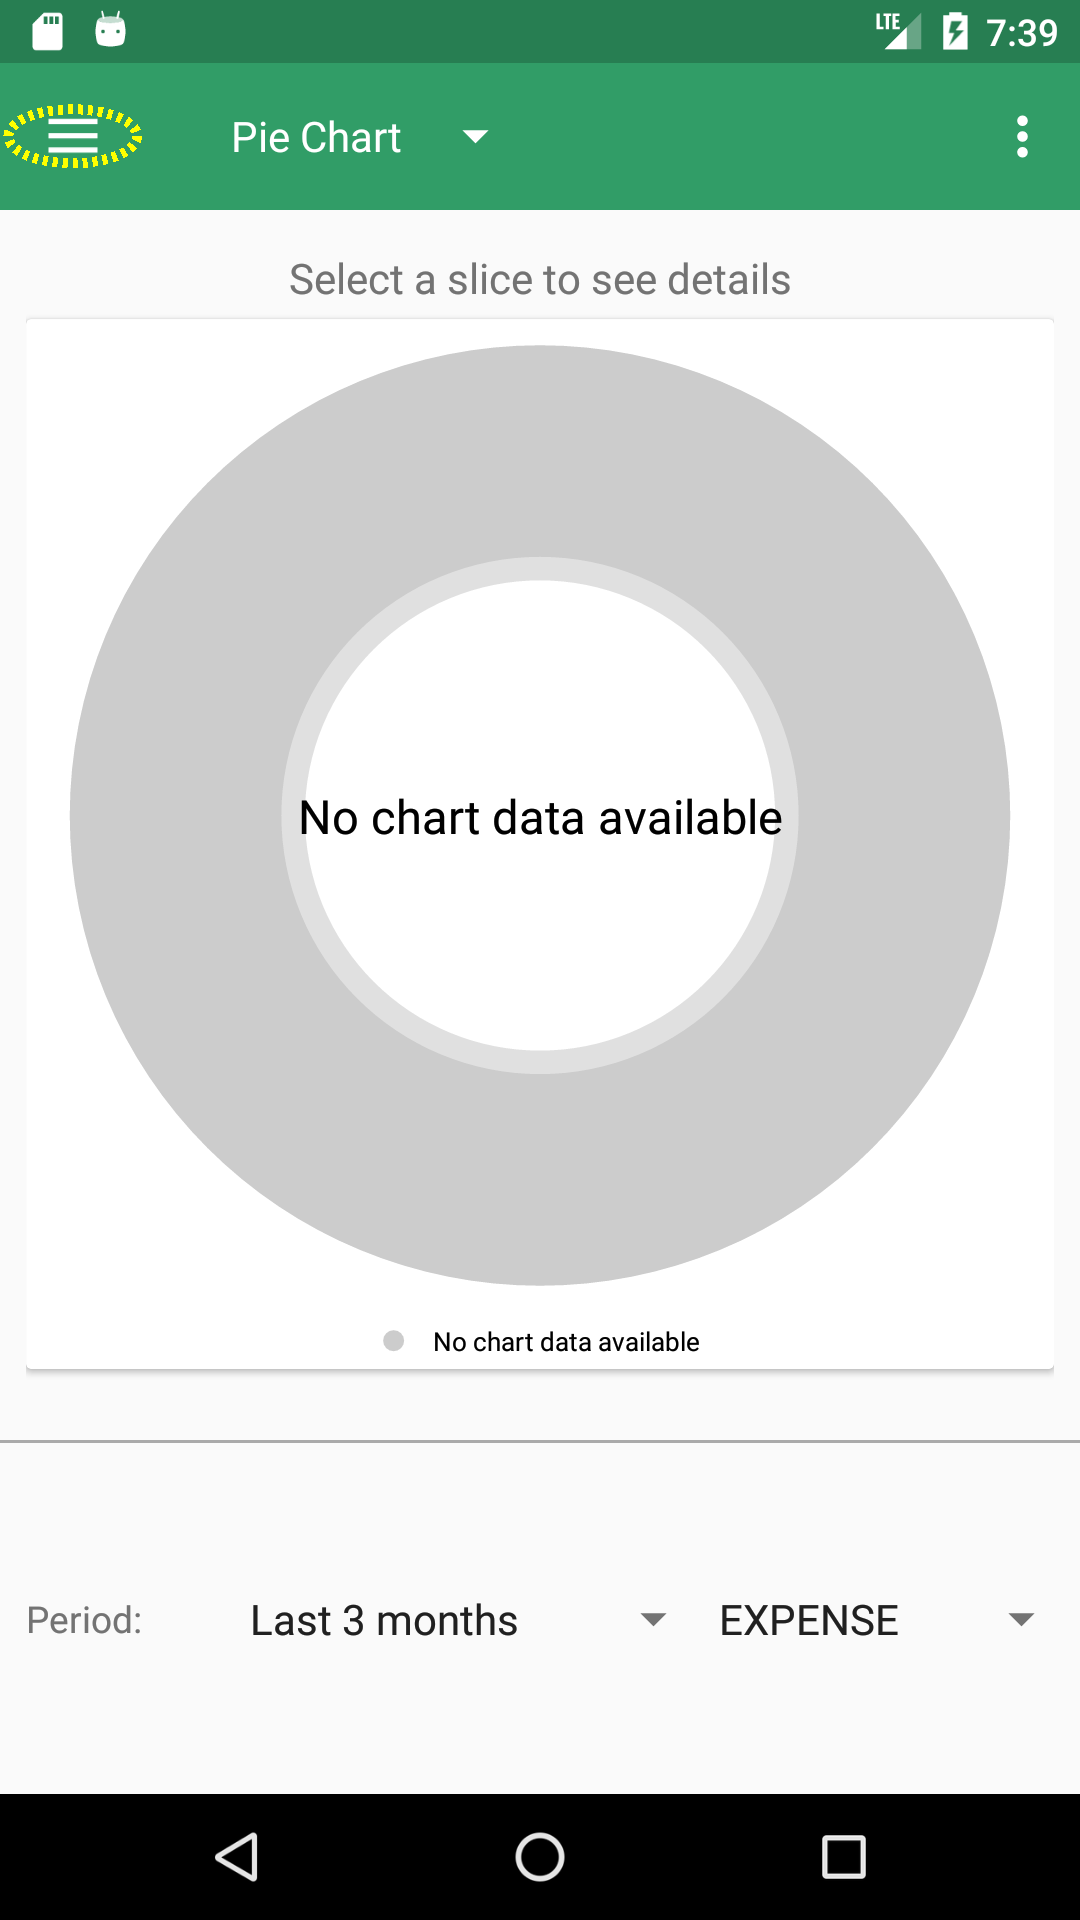 LTE 7:39
Pie Chart
Select a slice to see details
No chart data available
No chart data available
Period: Last 3 months EXPENSE